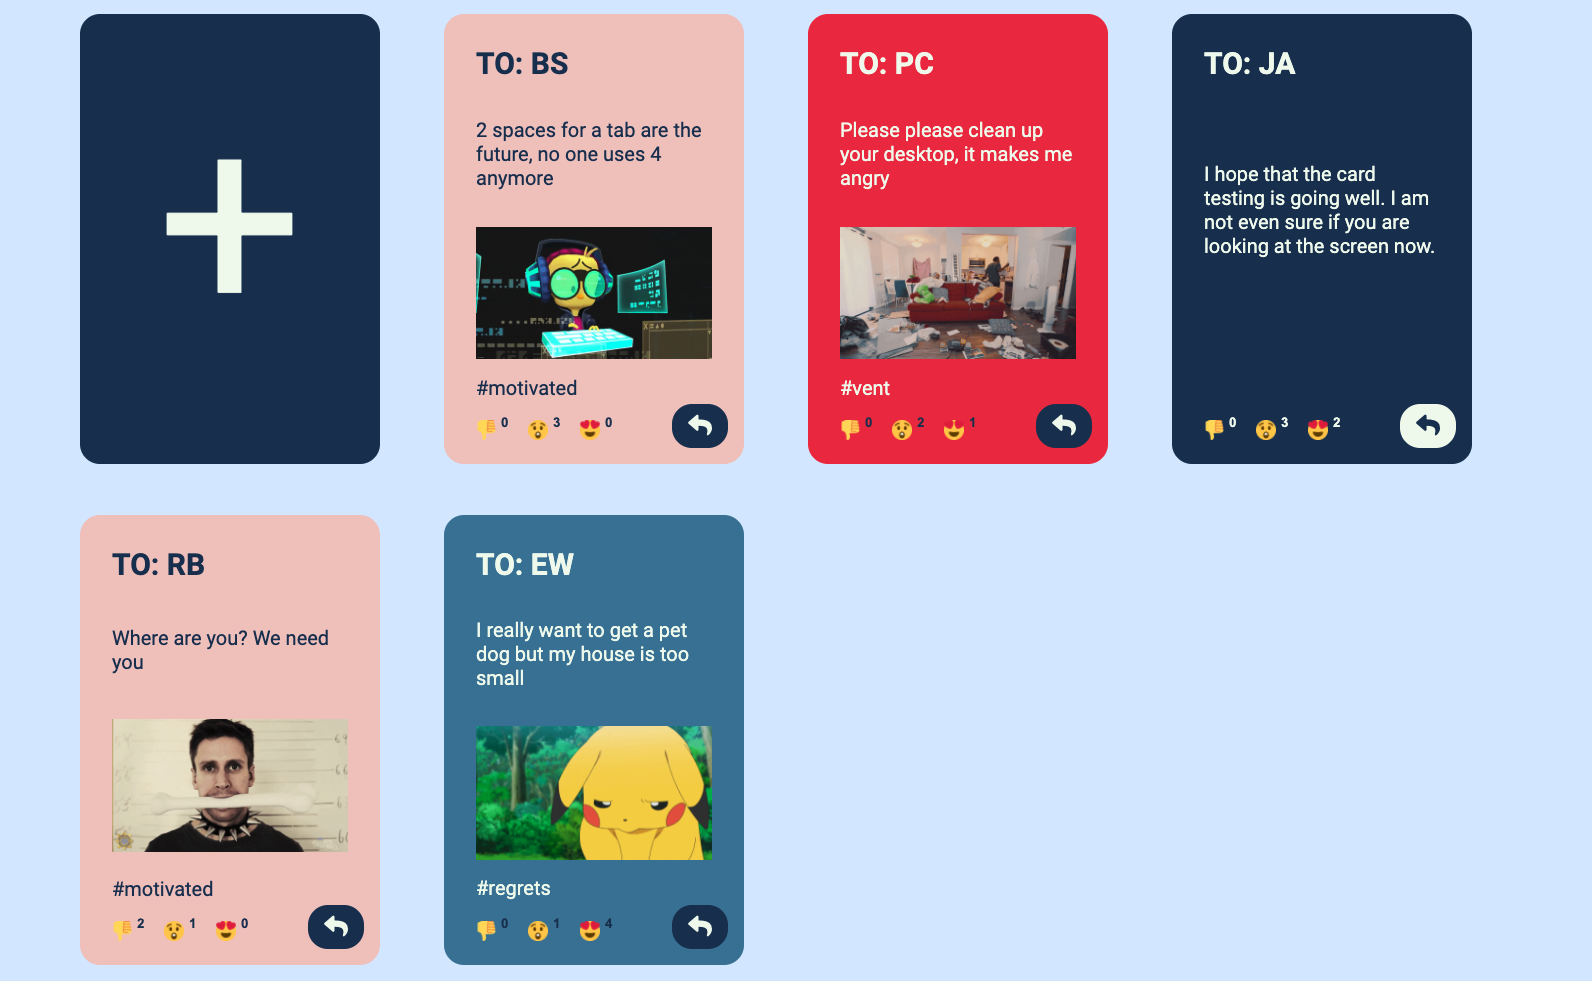 TO: BS
2 spaces for a tab are the
future, no one uses 4
anymore
#motivated
0 3 0
TO: PC
Please please clean up
your desktop, it makes me
angry
#vent
0 2 1
TO: JA
I hope that the card
testing is going well. I am
not even sure if you are
looking at the screen now.
0 3 2
TO: RB
Where are you? We need
you
#motivated
2 1 0
TO: EW
I really want to get a pet
dog but my house is too
small
#regrets
0 1 4